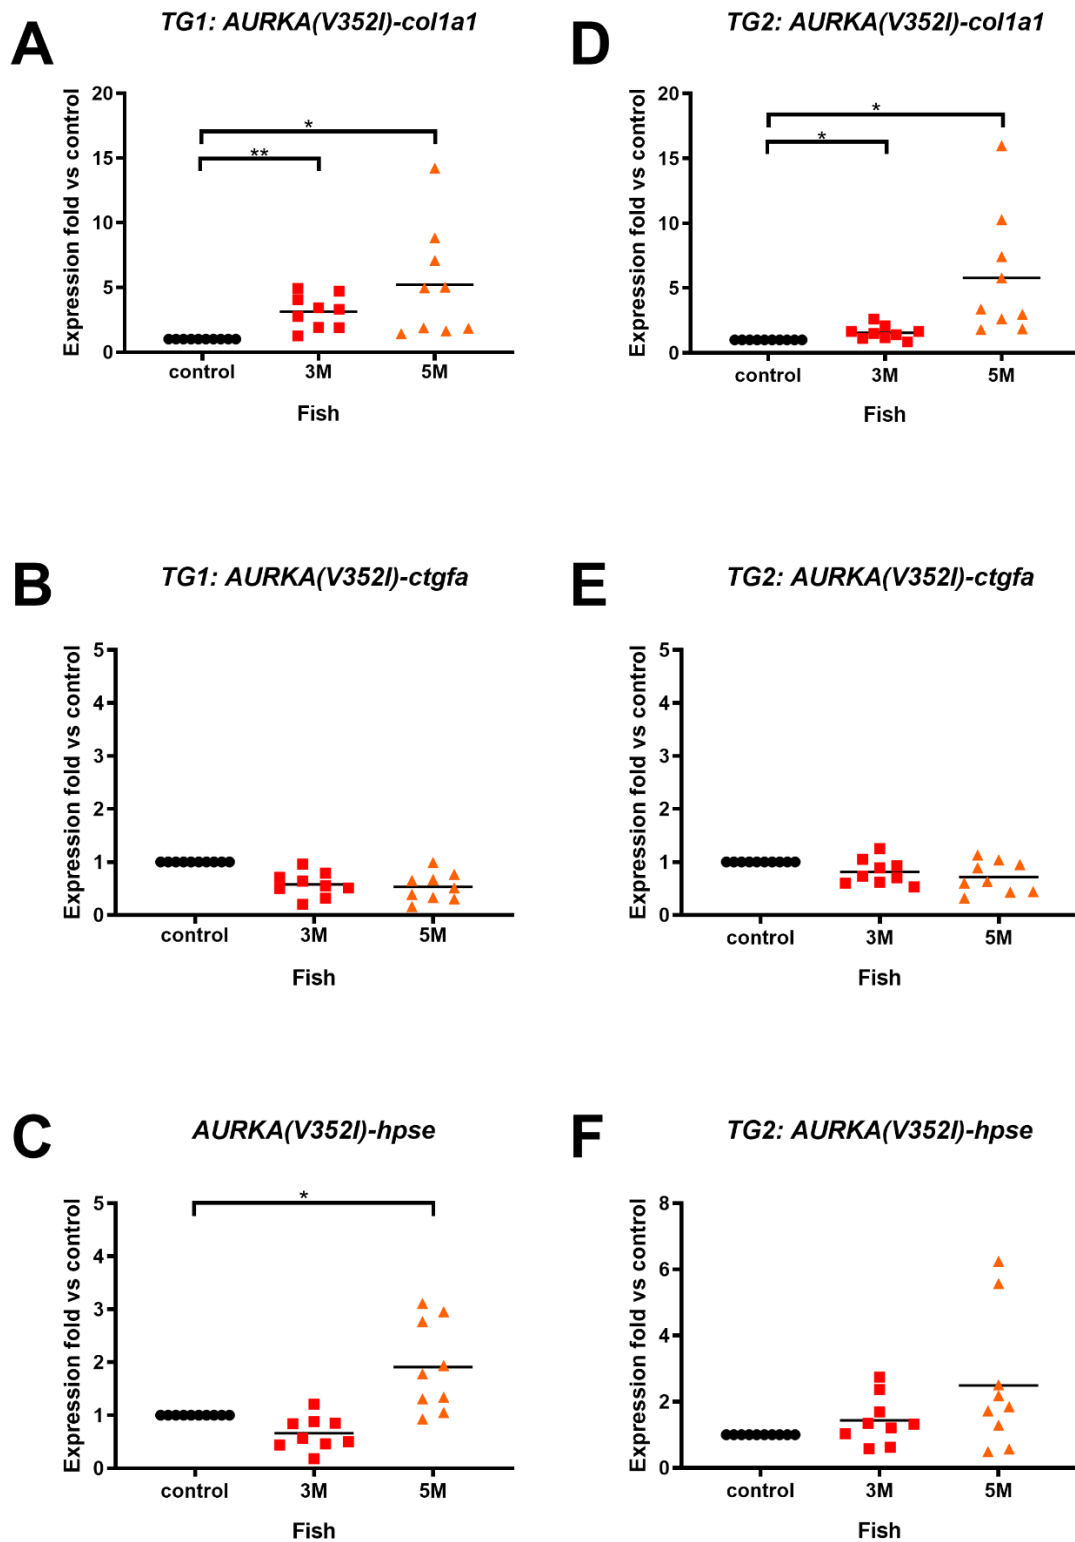 A
TG1: AURKA(V352I)-col1a1
Expression fold vs control
20
15
10
5
0
*
**
control
3M
5M
Fish
D
TG2: AURKA(V352I)-col1a1
Expression fold vs control
20
15
10
5
0
*
*
control
3M
5M
Fish
B
TG1: AURKA(V352I)-ctgfa
Expression fold vs control
5
4
3
2
1
0
control
3M
5M
Fish
E
TG2: AURKA(V352I)-ctgfa
Expression fold vs control
5
4
3
2
1
0
control
3M
5M
Fish
C
AURKA(V352I)-hpse
Expression fold vs control
5
4
3
2
1
0
*
control
3M
5M
Fish
F
TG2: AURKA(V352I)-hpse
Expression fold vs control
8
6
4
2
0
control
3M
5M
Fish